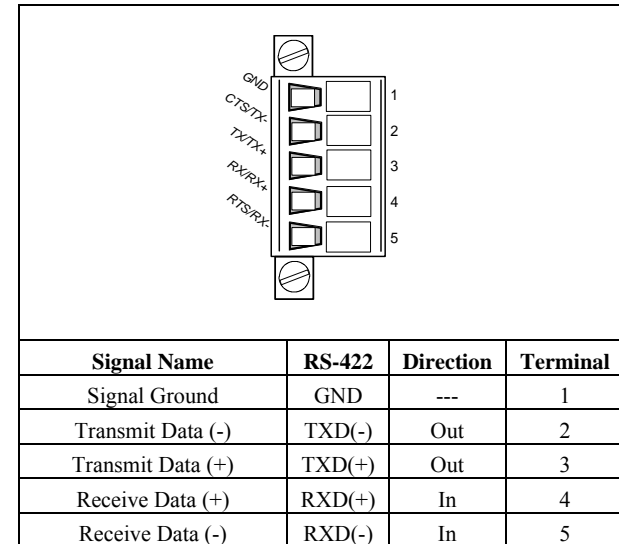 GND
CTS/TX-
TX/TX+
RX/RX+
RTS/RX-
1
2
3
4
5
Signal Name RS-422 Direction Terminal
Signal Ground GND --- 1
Transmit Data (-) TXD(-) Out 2
Transmit Data (+) TXD(+) Out 3
Receive Data (+) RXD(+) In 4
Receive Data (-) RXD(-) In 5